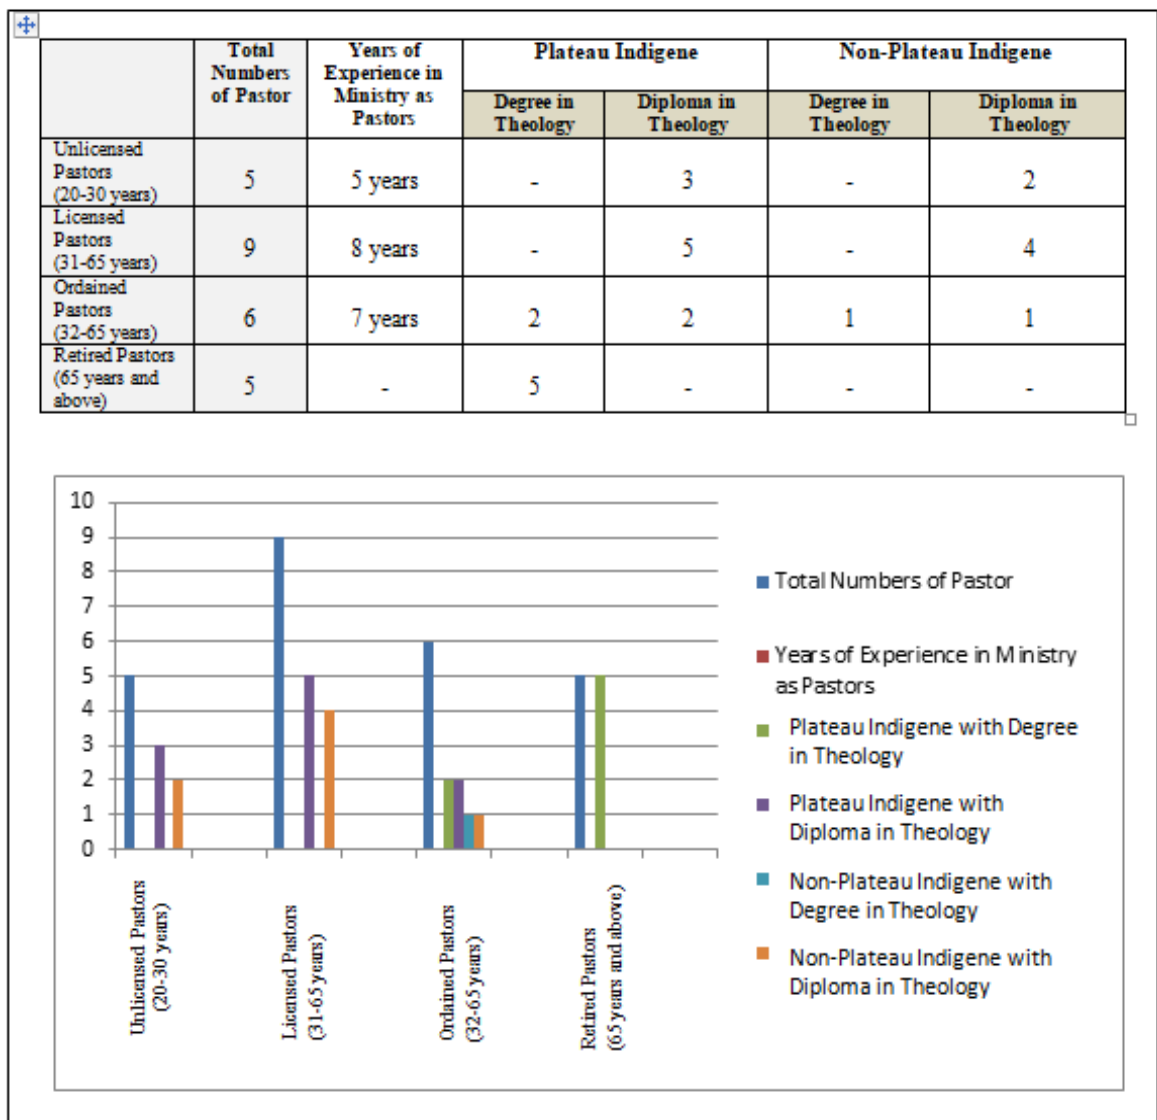 Total Numbers of Pastor
Years of Experience in Ministry as Pastors
Plateau Indigene
Non-Plateau Indigene
Degree in Theology
Diploma in Theology
Degree in Theology
Diploma in Theology
Unlicensed Pastors (20-30 years) 5 5 years - 3 - 2
Licensed Pastors (31-65 years) 9 8 years - 5 - 4
Ordained Pastors (32-65 years) 6 7 years 2 2 1 1
Retired Pastors (65 years and above) 5 - 5 - - -
10
9
8
7
6
5
4
3
2
1
0
Unlicensed Pastors
(20-30 years)
Licensed Pastors
(31-65 years)
Ordained Pastors
(32-65 years)
Retired Pastors
(65 years and above)
Total Numbers of Pastor
Years of Experience in Ministry
as Pastors
Plateau Indigene with Degree
in Theology
Plateau Indigene with
Diploma in Theology
Non-Plateau Indigene with
Degree in Theology
Non-Plateau Indigene with
Diploma in Theology